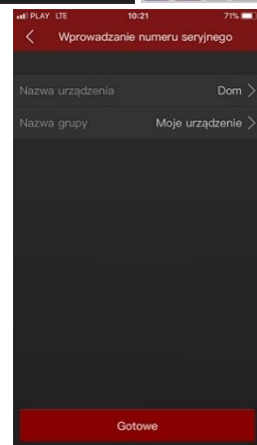 PLAY LTE 10:21 71%
Wprowadzanie numeru seryjnego
Nazwa urządzenia Dom
Nazwa grupy Moje urządzenie
Gotowe